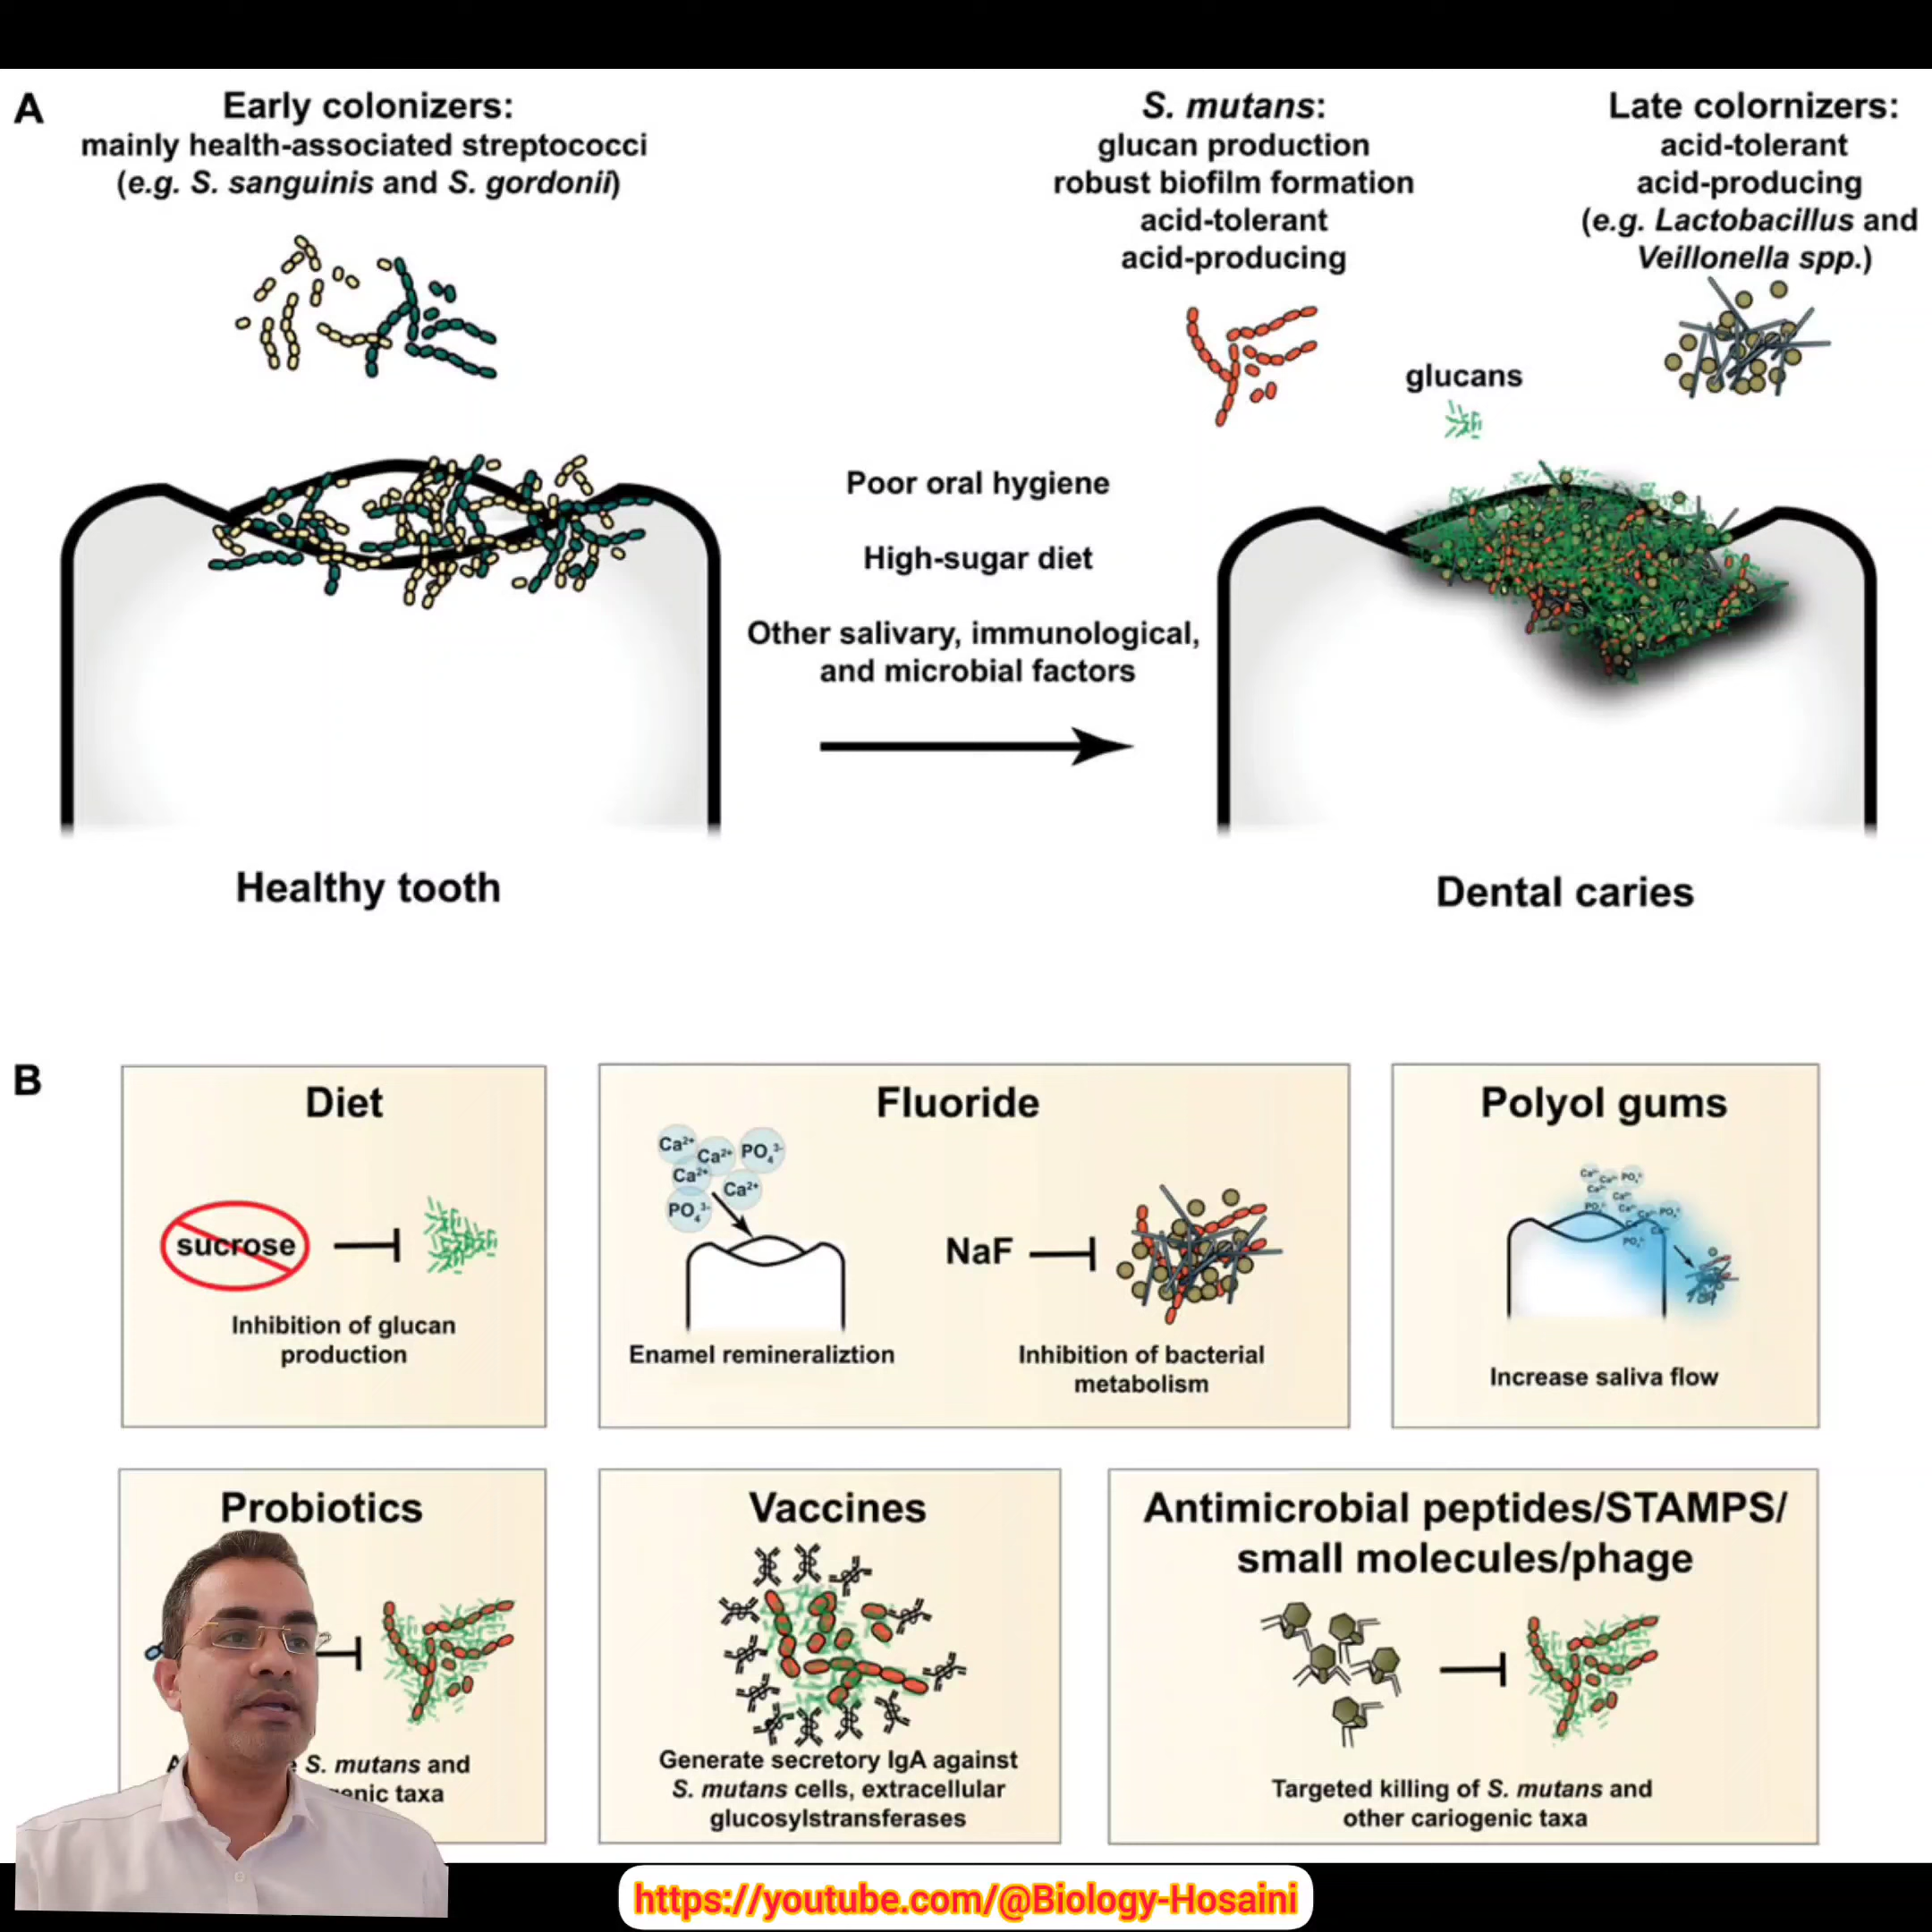 A
Early colonizers:
mainly health-associated streptococci
(e.g. S. sanguinis and S. gordonii)
S. mutans:
glucan production
robust biofilm formation
acid-tolerant
acid-producing
Late colornizers:
acid-tolerant
acid-producing
(e.g. Lactobacillus and
Veillonella spp.)
glucans
Poor oral hygiene
High-sugar diet
Other salivary, immunological,
and microbial factors
Healthy tooth
Dental caries
B
Diet
sucrose
Inhibition of glucan
production
Fluoride
Ca²⁺
Ca²⁺
PO₄³⁻
Ca²⁺
Ca²⁺
PO₄³⁻
Enamel remineraliztion
NaF
Inhibition of bacterial
metabolism
Polyol gums
Increase saliva flow
Probiotics
S. mutans and
taxa
Vaccines
Generate secretory IgA against
S. mutans cells, extracellular
glucosylstransferases
Antimicrobial peptides/STAMPS/
small molecules/phage
Targeted killing of S. mutans and
other cariogenic taxa
https://youtube.com/@Biology-Hosaini